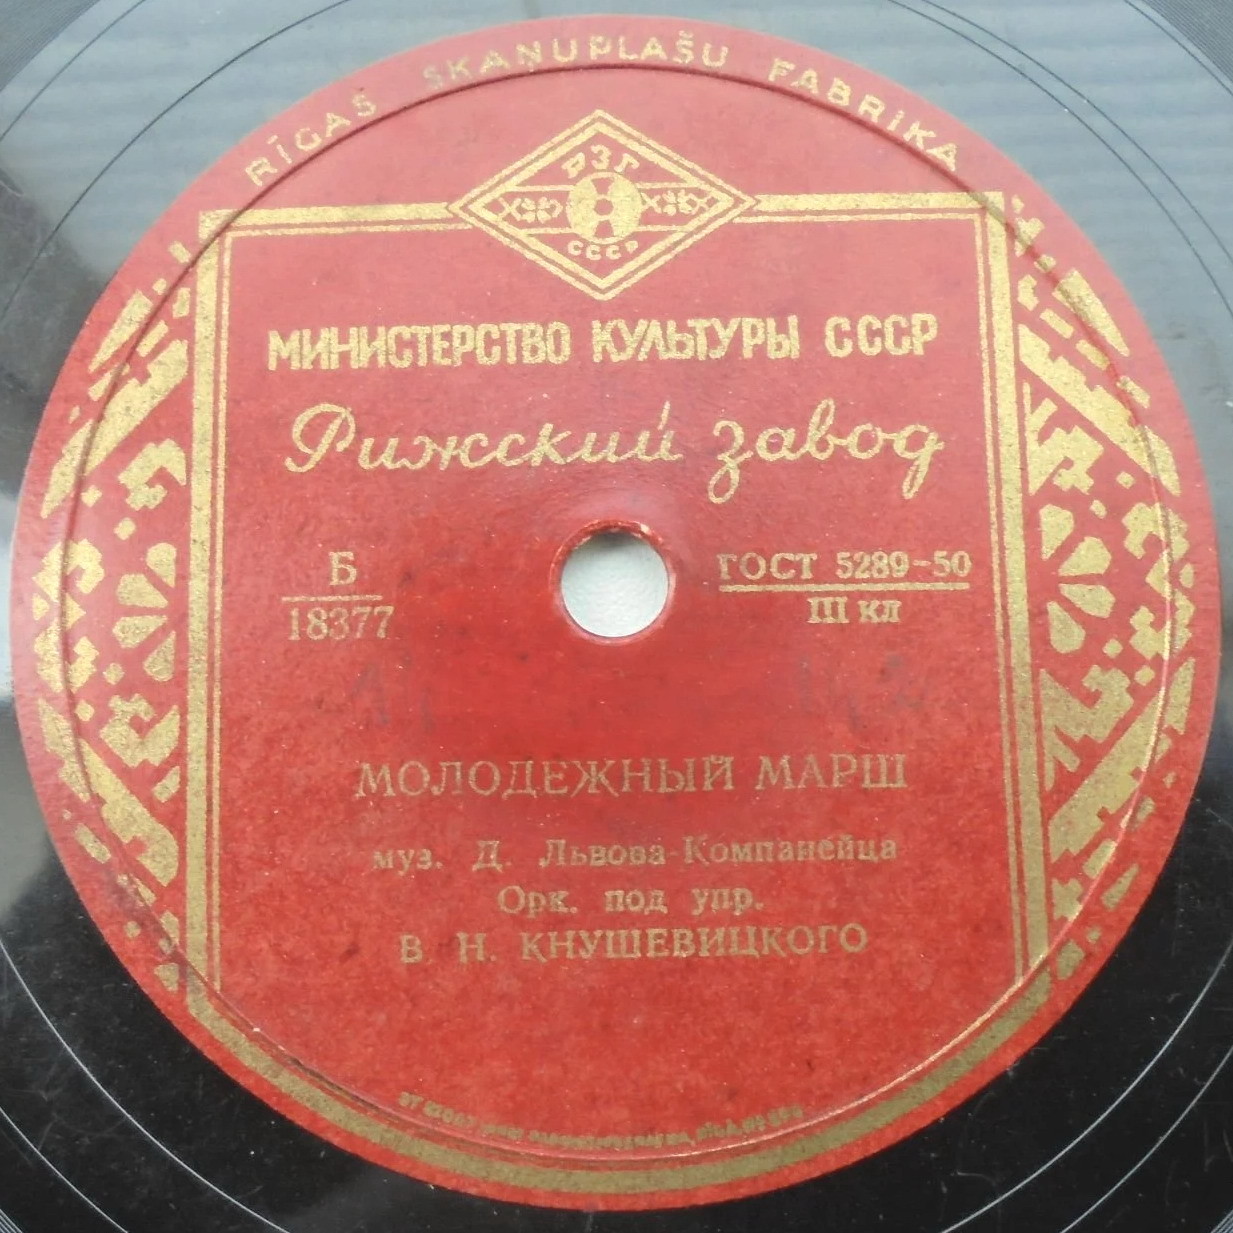 RĪGAS SKAŅUPLAŠU FABRIKA
РЗГ
СССР
МИНИСТЕРСТВО КУЛЬТУРЫ СССР
Рижский завод
Б
18377
ГОСТ 5289-50
III кл
МОЛОДЕЖНЫЙ МАРШ
муз. Д. Львова-Компанейца
Орк. под упр.
В. Н. КНУШЕВИЦКОГО